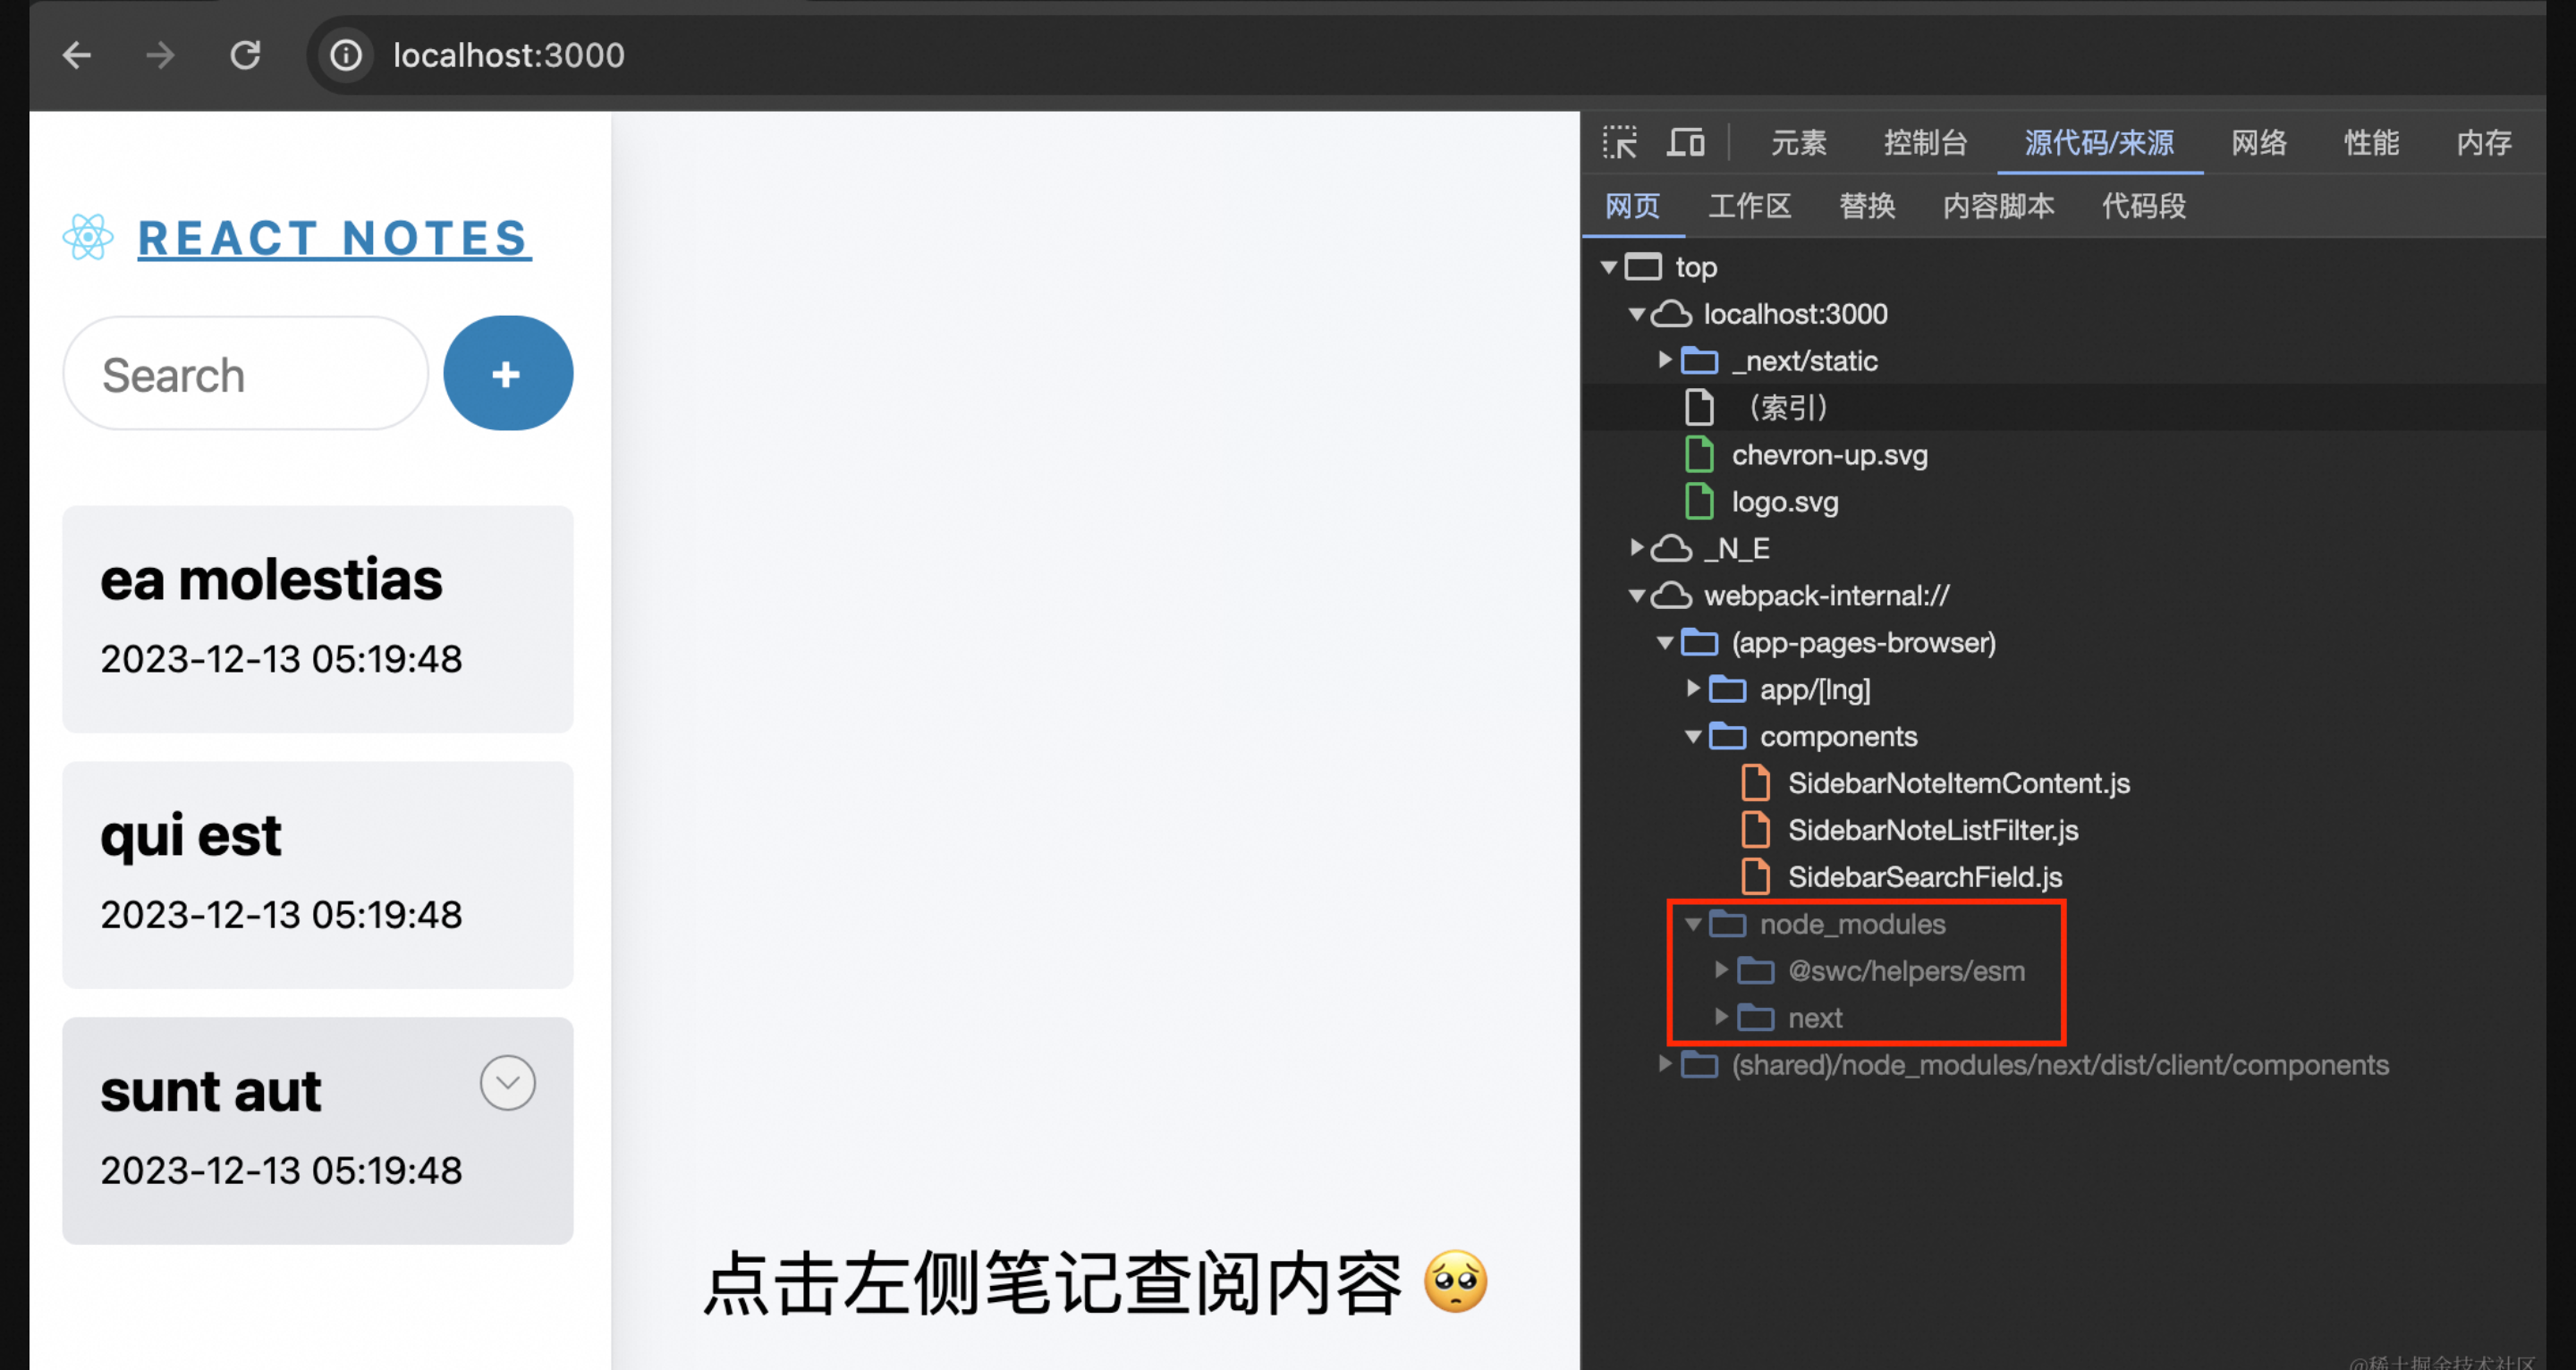 localhost:3000
REACT NOTES
Search
+
ea molestias
2023-12-13 05:19:48
qui est
2023-12-13 05:19:48
sunt aut
2023-12-13 05:19:48
点击左侧笔记查阅内容 🥺
元素 控制台 源代码/来源 网络 性能 内存
网页 工作区 替换 内容脚本 代码段
top
localhost:3000
_next/static
（索引）
chevron-up.svg
logo.svg
_N_E
webpack-internal://
(app-pages-browser)
app/[lng]
components
SidebarNoteItemContent.js
SidebarNoteListFilter.js
SidebarSearchField.js
node_modules
@swc/helpers/esm
next
(shared)/node_modules/next/dist/client/components
@稀土掘金技术社区